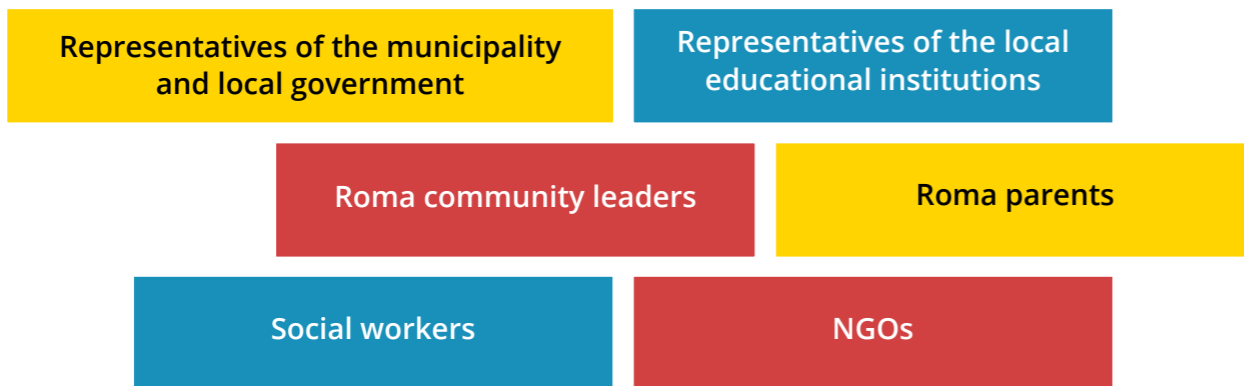 Representatives of the municipality
and local government
Representatives of the local
educational institutions
Roma community leaders
Roma parents
Social workers
NGOs